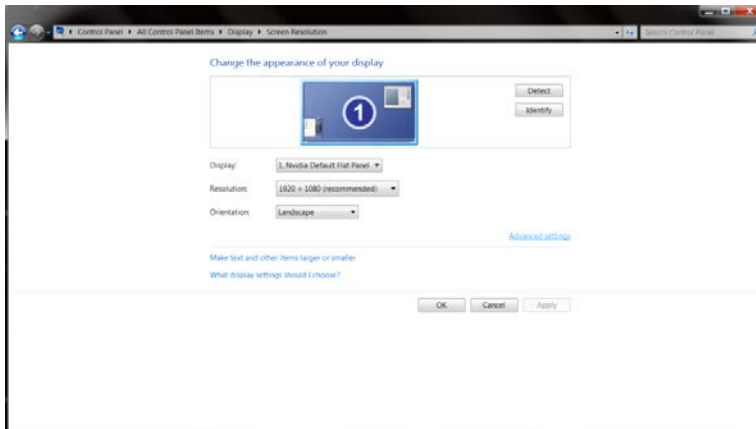 Control Panel ▸ All Control Panel Items ▸ Display ▸ Screen Resolution
Search Control Panel
Change the appearance of your display
1
Detect
Identify
Display: 1. Nvidia Default Flat Panel
Resolution: 1920 × 1080 (recommended)
Orientation: Landscape
Advanced settings
Make text and other items larger or smaller
What display settings should I choose?
OK Cancel Apply